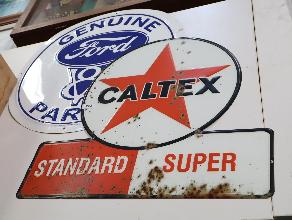 GENUINE
Ford
PARTS
CALTEX
STANDARD SUPER